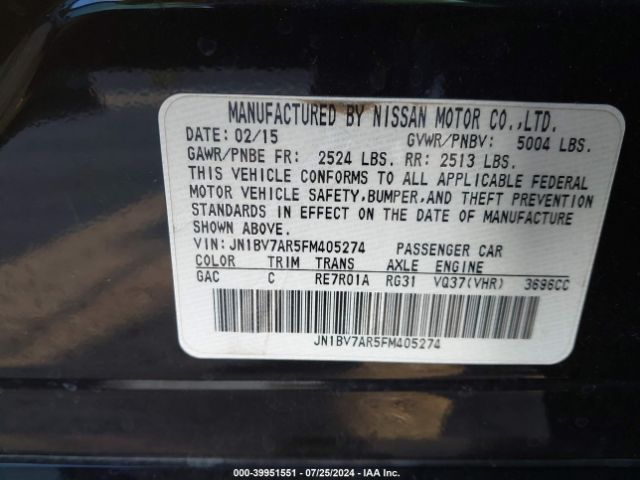 MANUFACTURED BY NISSAN MOTOR CO.,LTD.
DATE: 02/15 GVWR/PNBV: 5004 LBS.
GAWR/PNBE FR: 2524 LBS. RR: 2513 LBS.
THIS VEHICLE CONFORMS TO ALL APPLICABLE FEDERAL
MOTOR VEHICLE SAFETY,BUMPER,AND THEFT PREVENTION
STANDARDS IN EFFECT ON THE DATE OF MANUFACTURE
SHOWN ABOVE.
VIN: JN1BV7AR5FM405274 PASSENGER CAR
COLOR TRIM TRANS AXLE ENGINE
GAC C RE7R01A RG31 VQ37(VHR) 3696CC
JN1BV7AR5FM405274
000-39951551 - 07/25/2024 - IAA Inc.